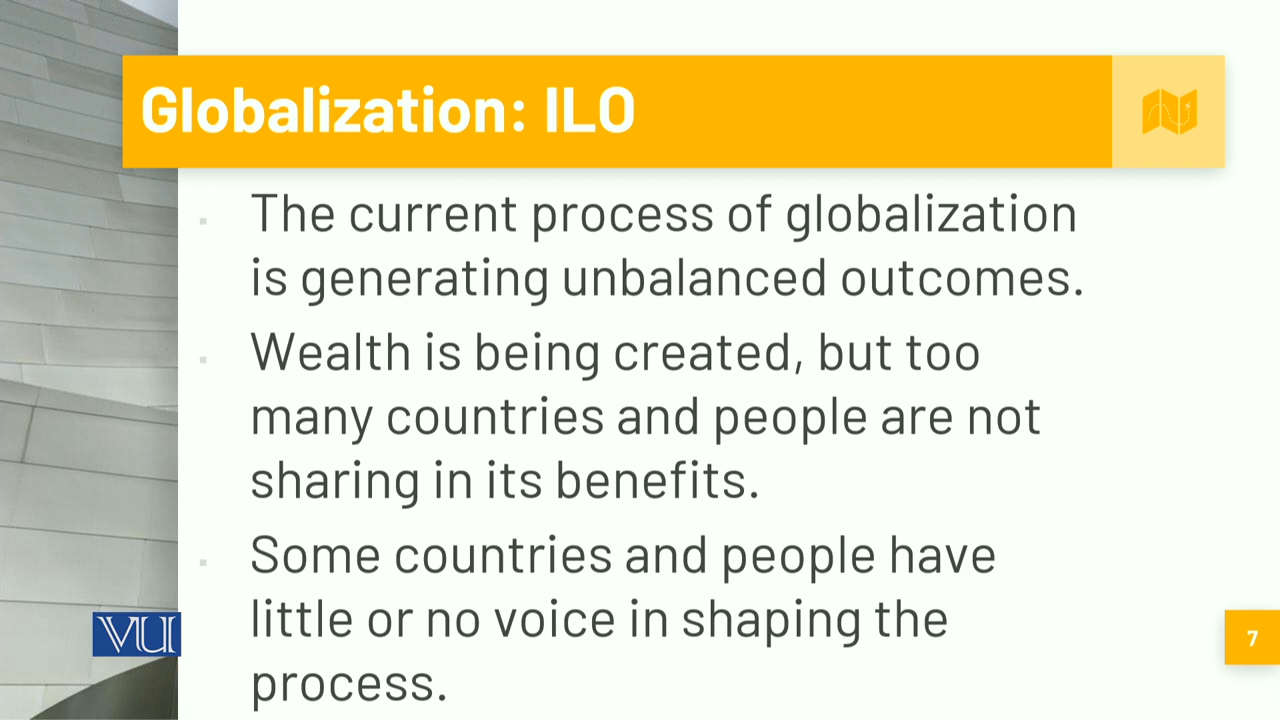 Globalization: ILO
The current process of globalization
is generating unbalanced outcomes.
Wealth is being created, but too
many countries and people are not
sharing in its benefits.
Some countries and people have
little or no voice in shaping the
process.
VU
7